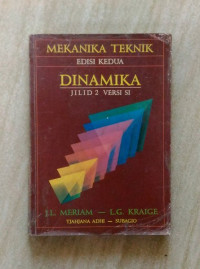 MEKANIKA TEKNIK
EDISI KEDUA
DINAMIKA
JILID 2 VERSI SI
J.L. MERIAM — L.G. KRAIGE
TJAHJANA ADHI — SUBAGIO